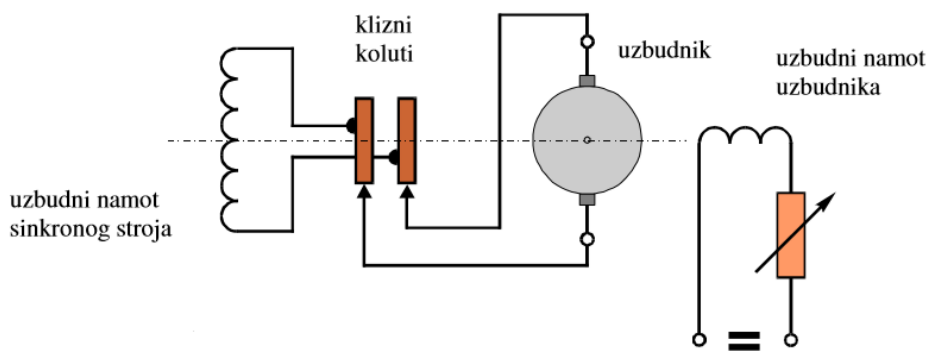 klizni
koluti
uzbudnik
uzbudni namot
uzbudnika
uzbudni namot
sinkronog stroja